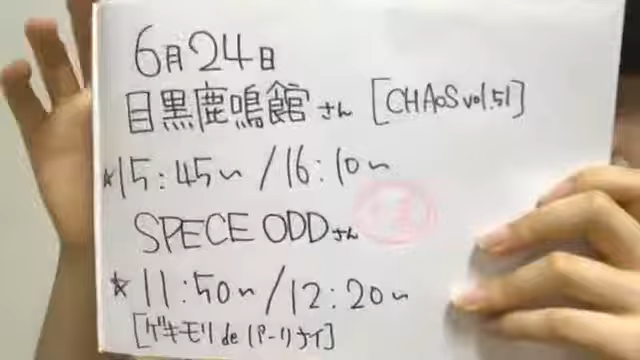 6月24日
目黒鹿鳴館さん [CHAOS vol.51]
★15:45~/16:10~
SPECE ODDさん
★11:50~/12:20~
[ゲキモリ de パーリナイ]